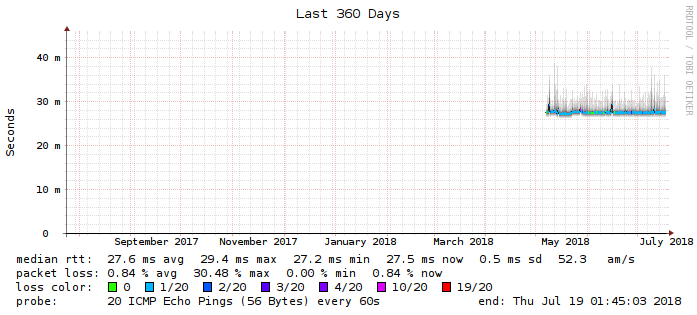 Last 360 Days
RRDTOOL / TOBI OETIKER
Seconds
40 m
30 m
20 m
10 m
0
September 2017 November 2017 January 2018 March 2018 May 2018 July 2018
median rtt: 27.6 ms avg 29.4 ms max 27.2 ms min 27.5 ms now 0.5 ms sd 52.3 am/s
packet loss: 0.84 % avg 30.48 % max 0.00 % min 0.84 % now
loss color: 0 1/20 2/20 3/20 4/20 10/20 19/20
probe: 20 ICMP Echo Pings (56 Bytes) every 60s end: Thu Jul 19 01:45:03 2018